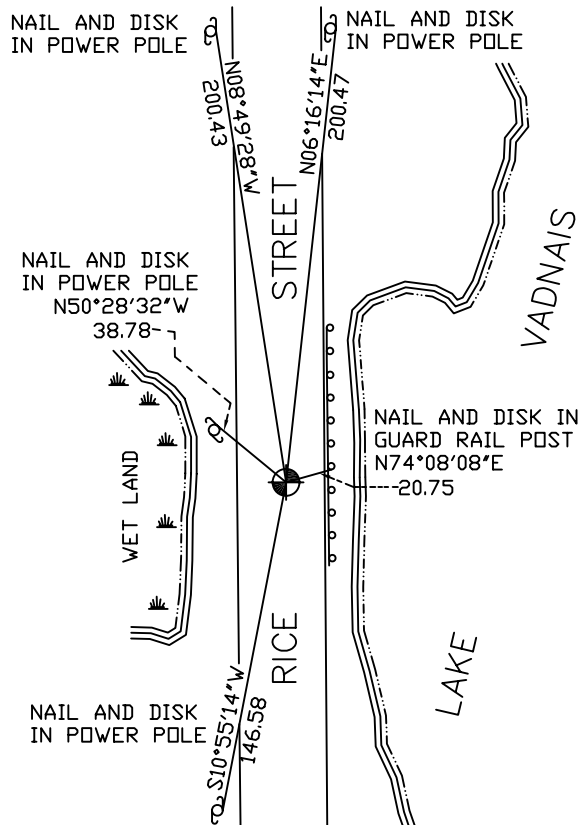 NAIL AND DISK
IN POWER POLE
NAIL AND DISK
IN POWER POLE
N08°49'28"W
200.43
N06°16'14"E
200.47
STREET
VADNAIS
NAIL AND DISK
IN POWER POLE
N50°28'32"W
38.78
NAIL AND DISK IN
GUARD RAIL POST
N74°08'08"E
20.75
WET LAND
RICE
LAKE
NAIL AND DISK
IN POWER POLE
S10°55'14"W
146.58